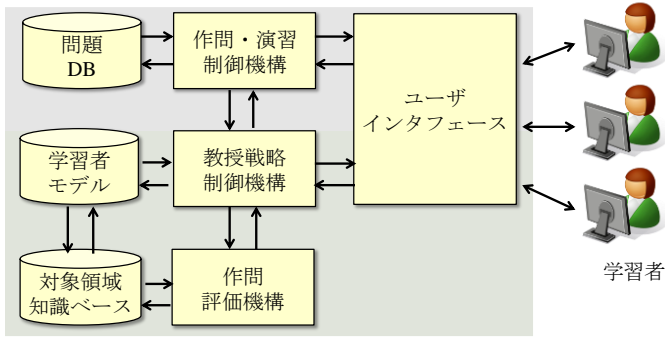 問題
DB
作問・演習
制御機構
ユーザ
インタフェース
学習者
モデル
教授戦略
制御機構
対象領域
知識ベース
作問
評価機構
学習者